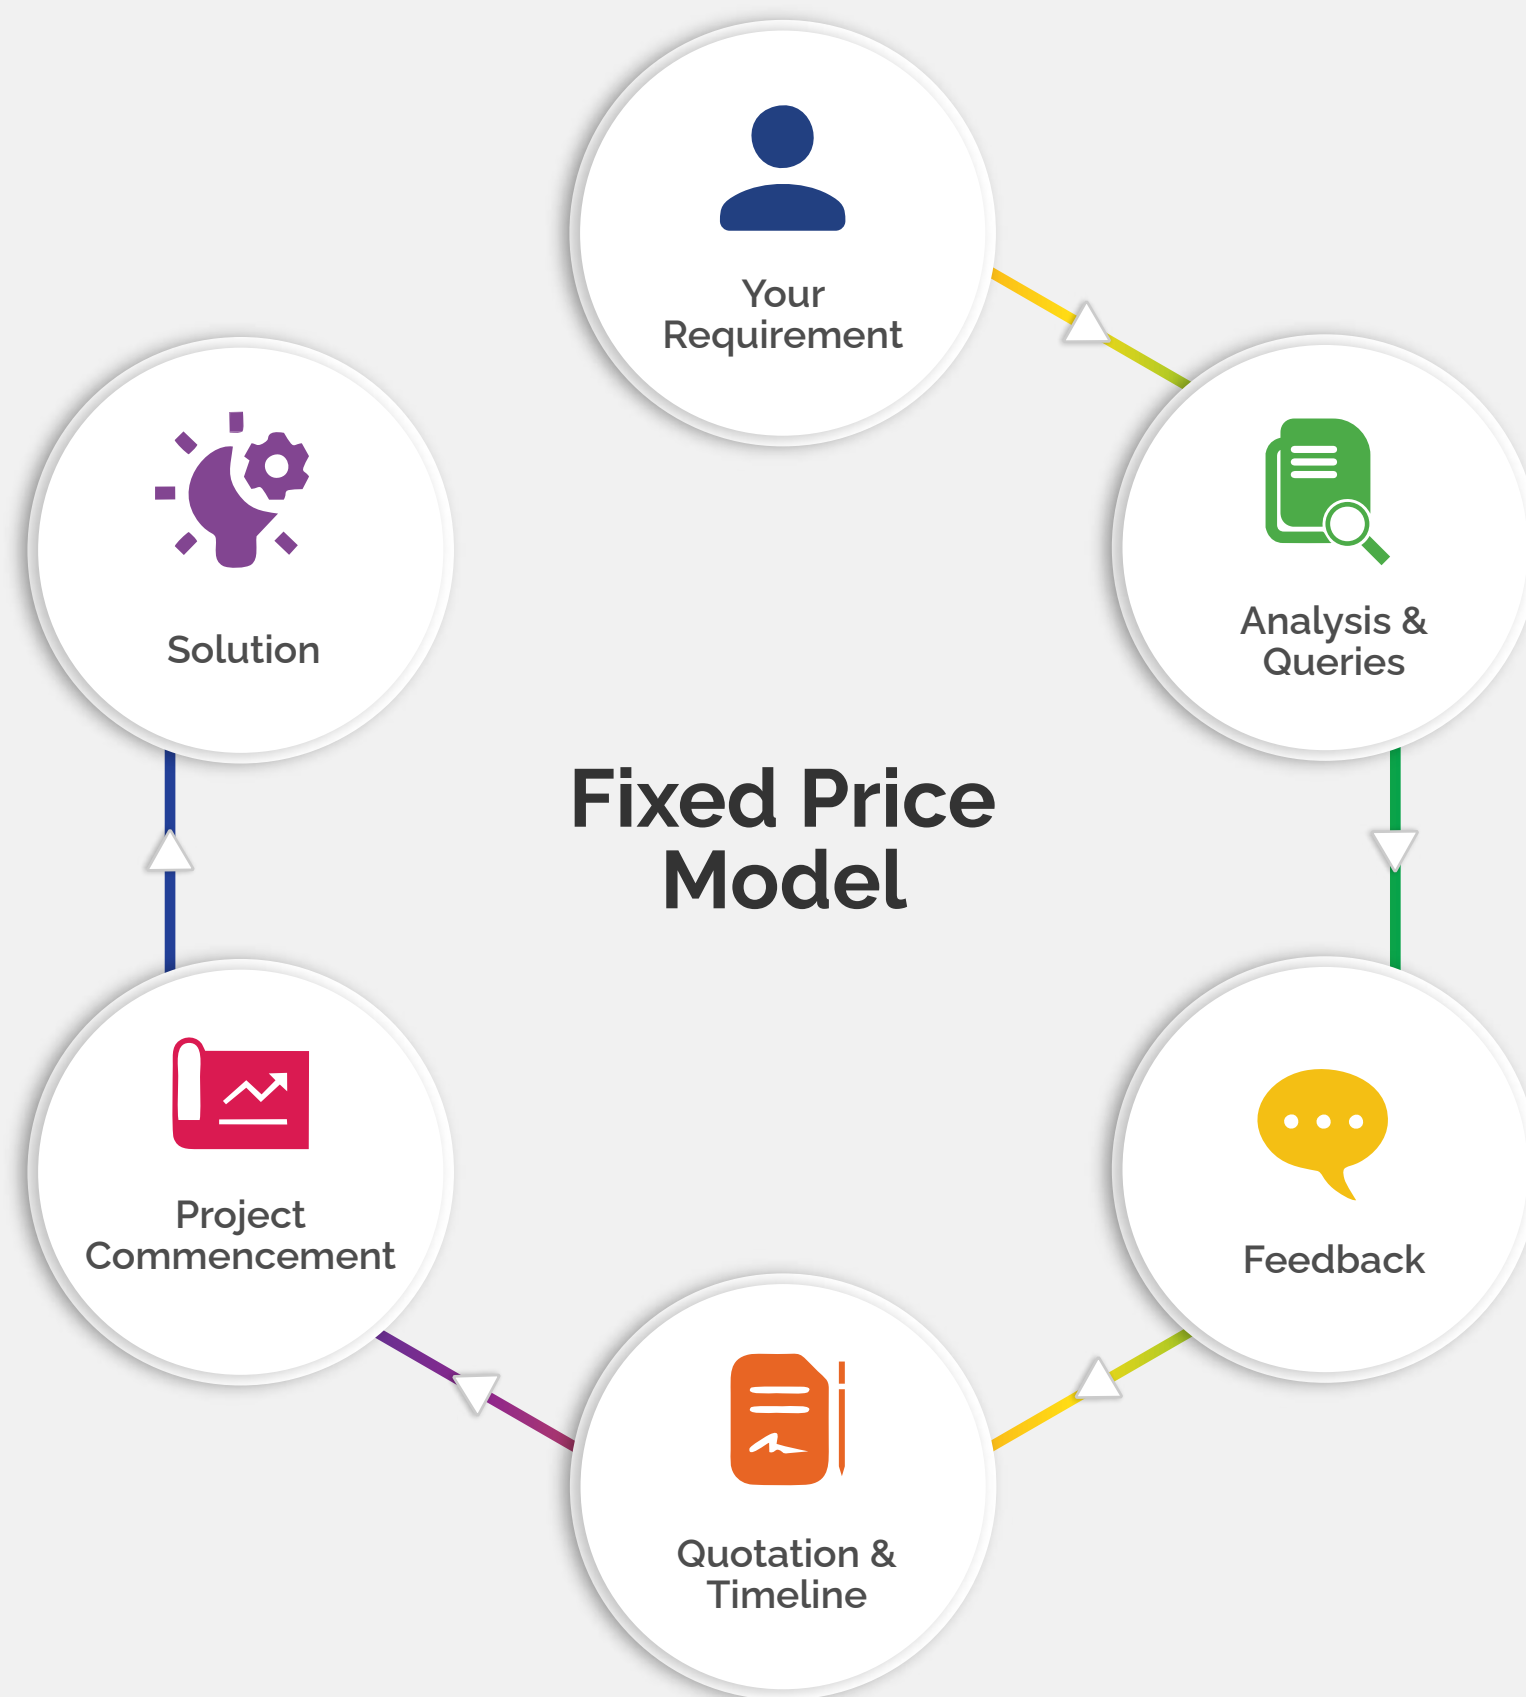 Your
Requirement
Analysis &
Queries
Feedback
Quotation &
Timeline
Project
Commencement
Solution
Fixed Price
Model